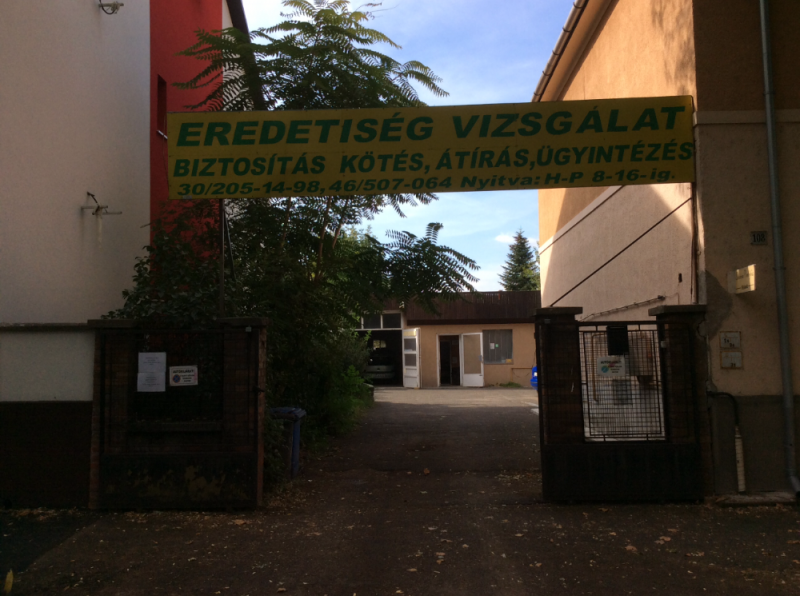 EREDETISÉG VIZSGÁLAT
BIZTOSÍTÁS KÖTÉS, ÁTÍRÁS,ÜGYINTÉZÉS
30/205-14-98, 46/507-064 Nyitva: H-P 8-16-ig.